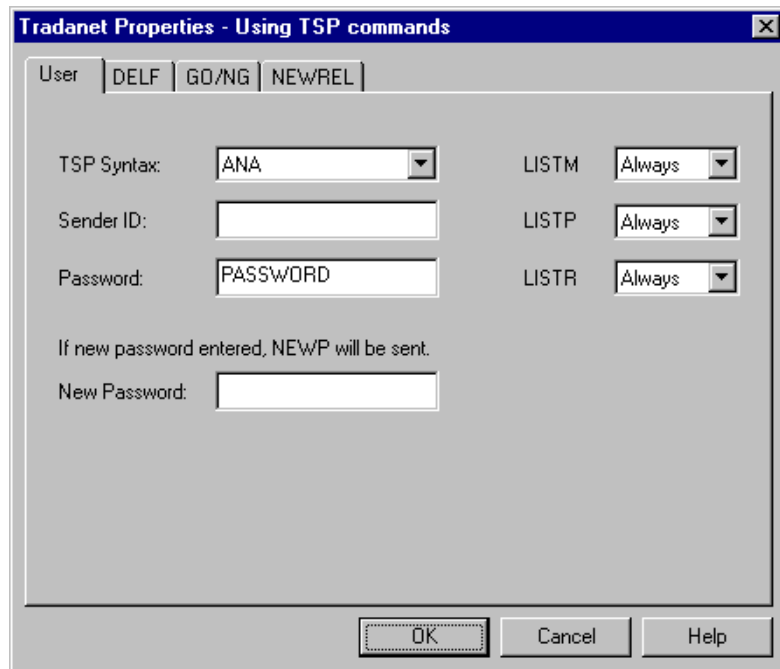 Tradanet Properties - Using TSP commands
User DELF GO/NG NEWREL
TSP Syntax: ANA LISTM Always
Sender ID: LISTP Always
Password: PASSWORD LISTR Always
If new password entered, NEWP will be sent.
New Password:
OK Cancel Help